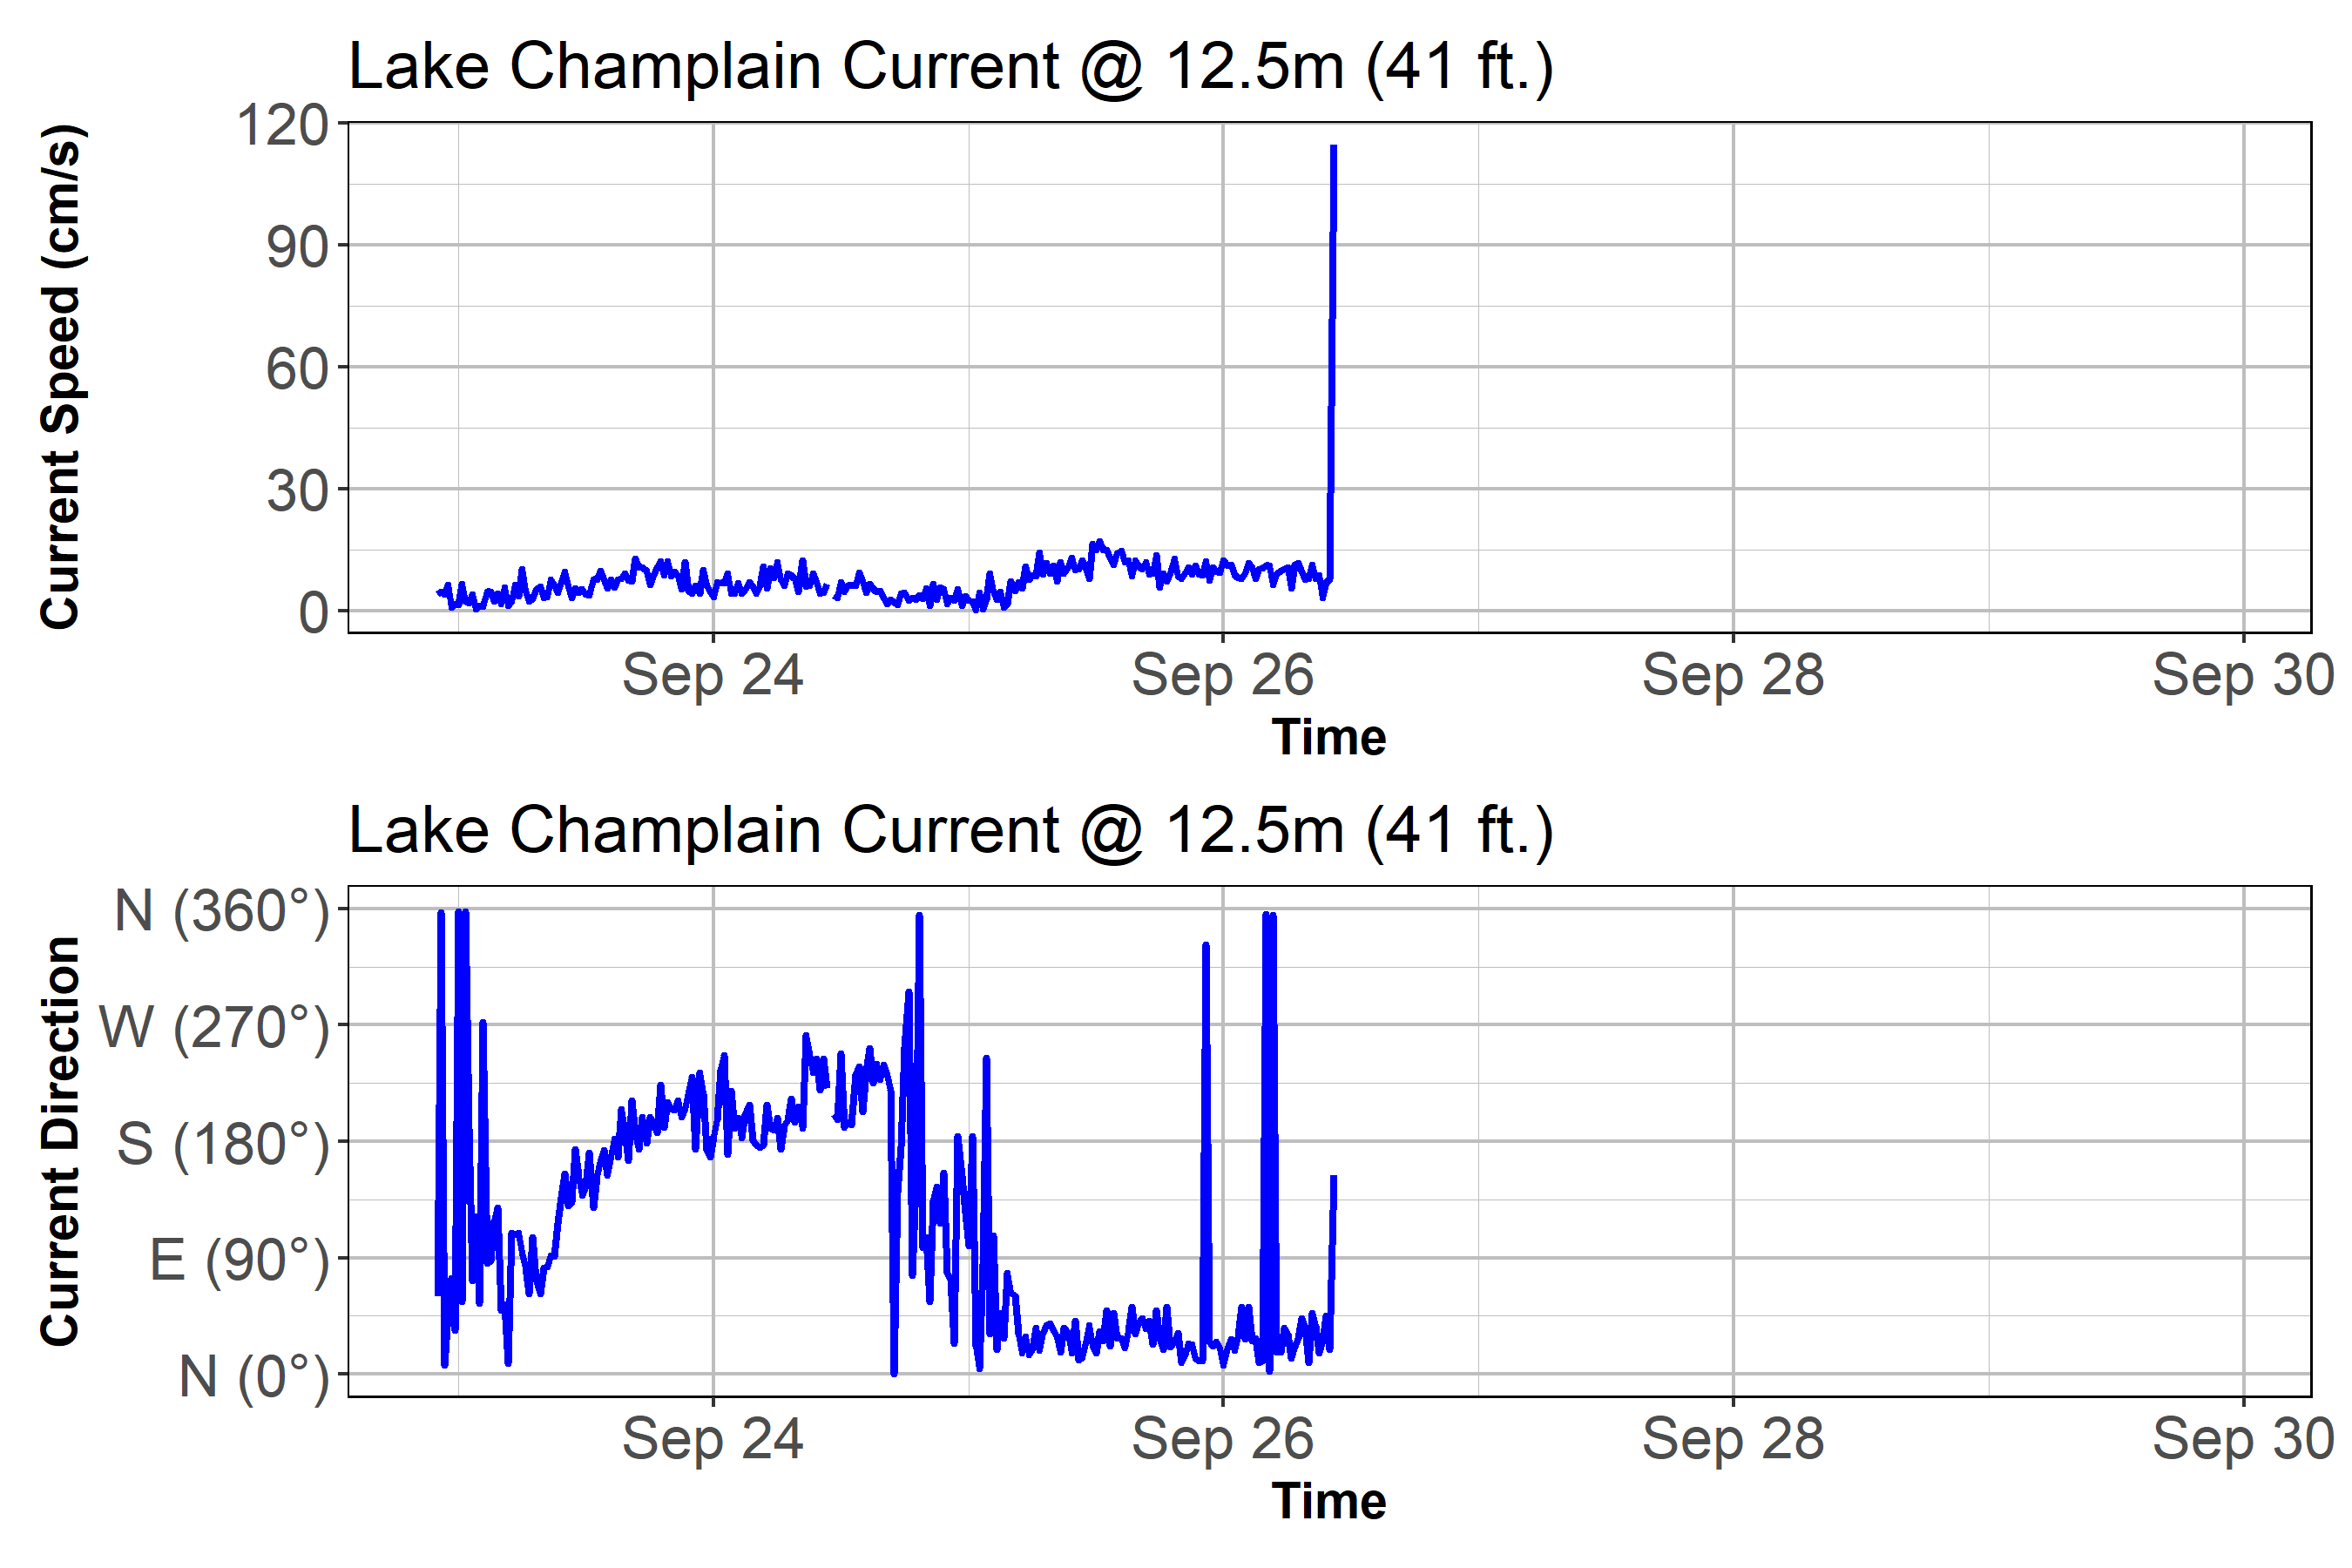 Lake Champlain Current @ 12.5m (41 ft.)
Current Speed (cm/s)
120
90
60
30
0
Sep 24 Sep 26 Sep 28 Sep 30
Time
Lake Champlain Current @ 12.5m (41 ft.)
Current Direction
N (360°)
W (270°)
S (180°)
E (90°)
N (0°)
Sep 24 Sep 26 Sep 28 Sep 30
Time